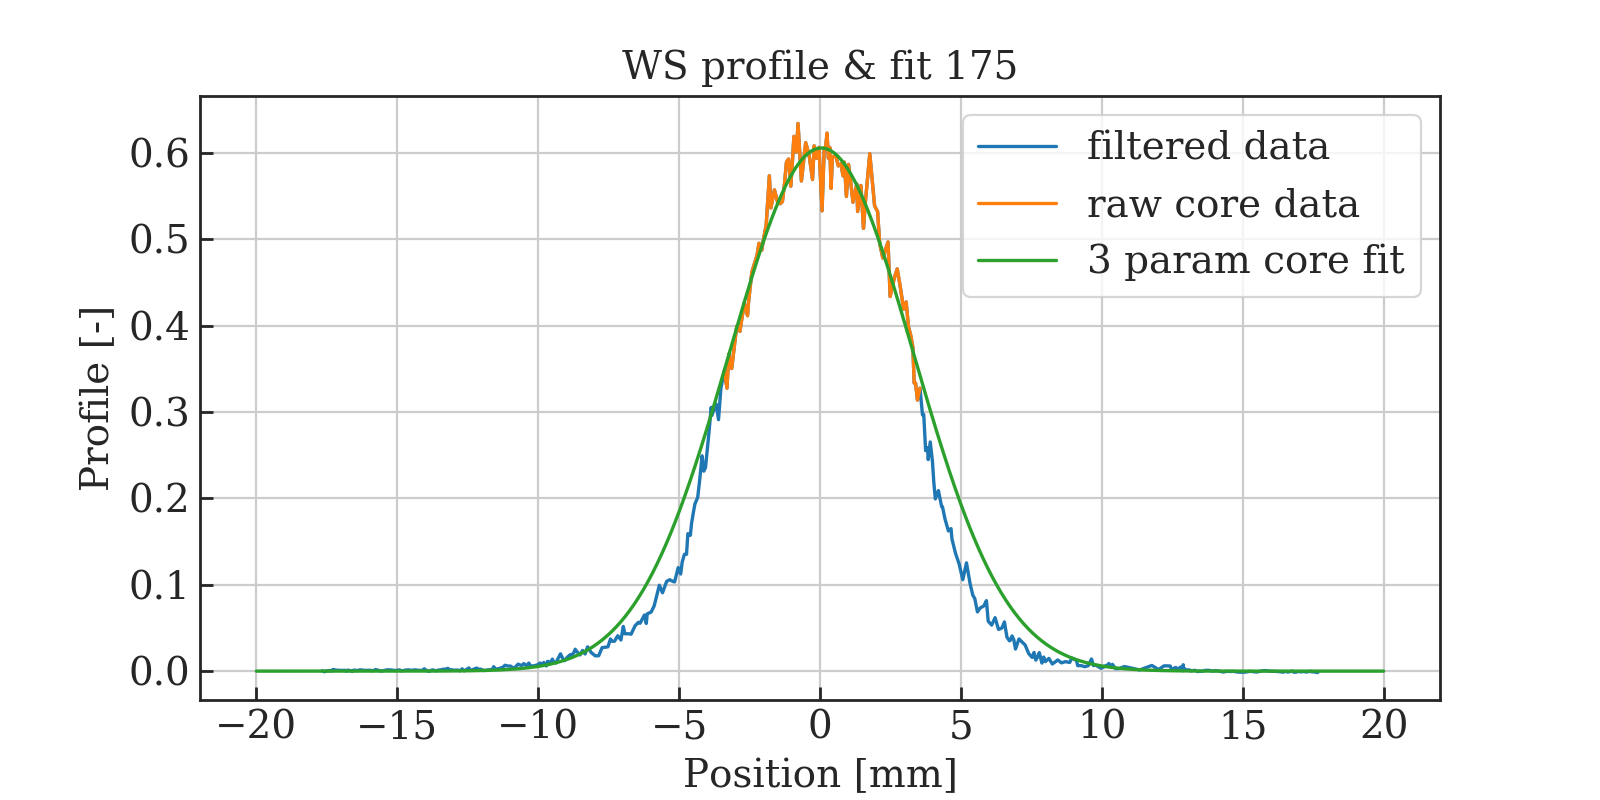 WS profile & fit 175
filtered data
raw core data
3 param core fit
Profile [-]
0.6
0.5
0.4
0.3
0.2
0.1
0.0
−20 −15 −10 −5 0 5 10 15 20
Position [mm]